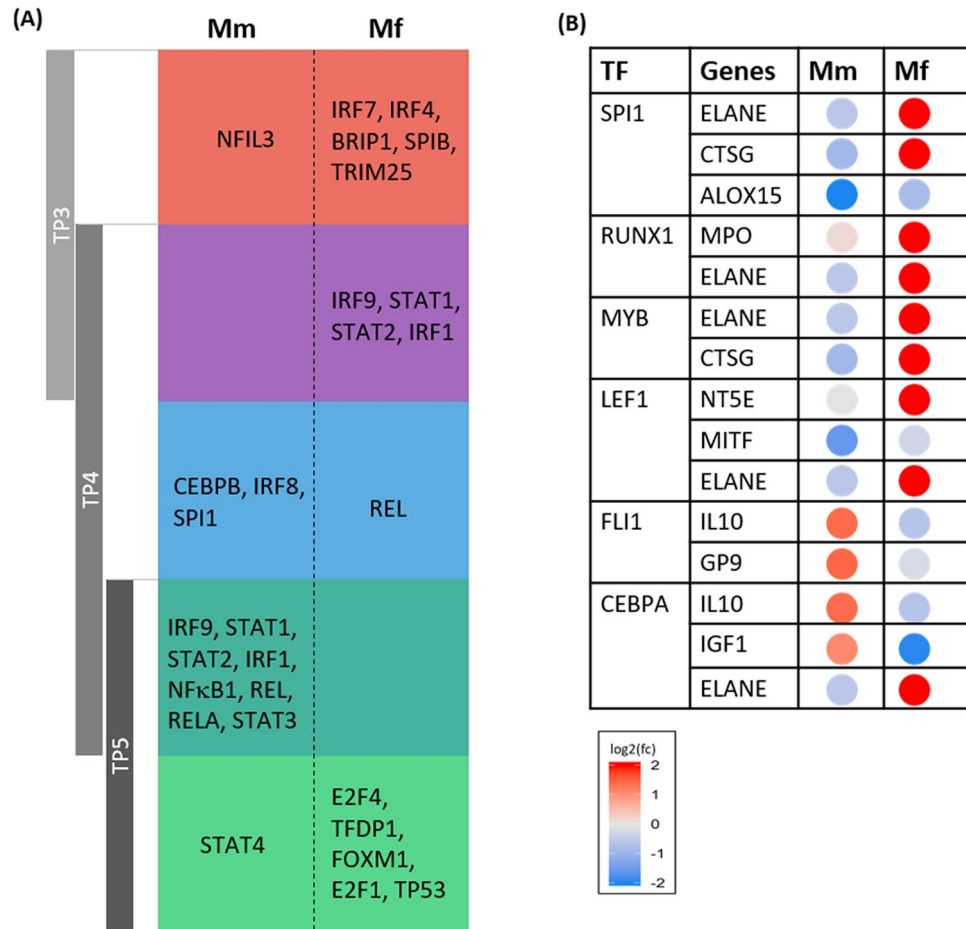 (A)
Mm Mf
TP3
TP4
TP5
NFIL3
IRF7, IRF4,
BRIP1, SPIB,
TRIM25
IRF9, STAT1,
STAT2, IRF1
CEBPB, IRF8,
SPI1
REL
IRF9, STAT1,
STAT2, IRF1,
NFκB1, REL,
RELA, STAT3
STAT4
E2F4,
TFDP1,
FOXM1,
E2F1, TP53
(B)
TF Genes Mm Mf
SPI1 ELANE
CTSG
ALOX15
RUNX1 MPO
ELANE
MYB ELANE
CTSG
LEF1 NT5E
MITF
ELANE
FLI1 IL10
GP9
CEBPA IL10
IGF1
ELANE
log2(fc)
2
1
0
-1
-2